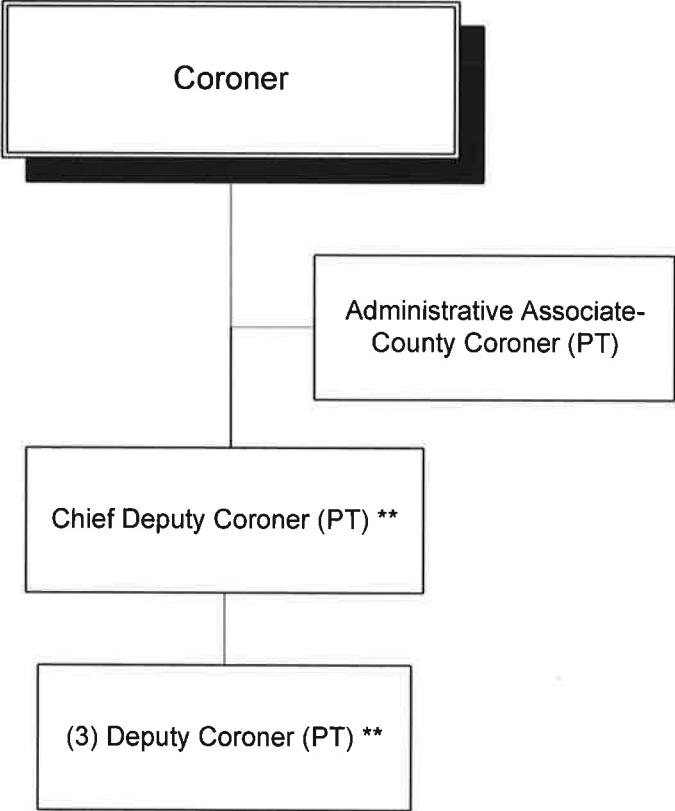 Coroner
Administrative Associate-
County Coroner (PT)
Chief Deputy Coroner (PT) **
(3) Deputy Coroner (PT) **